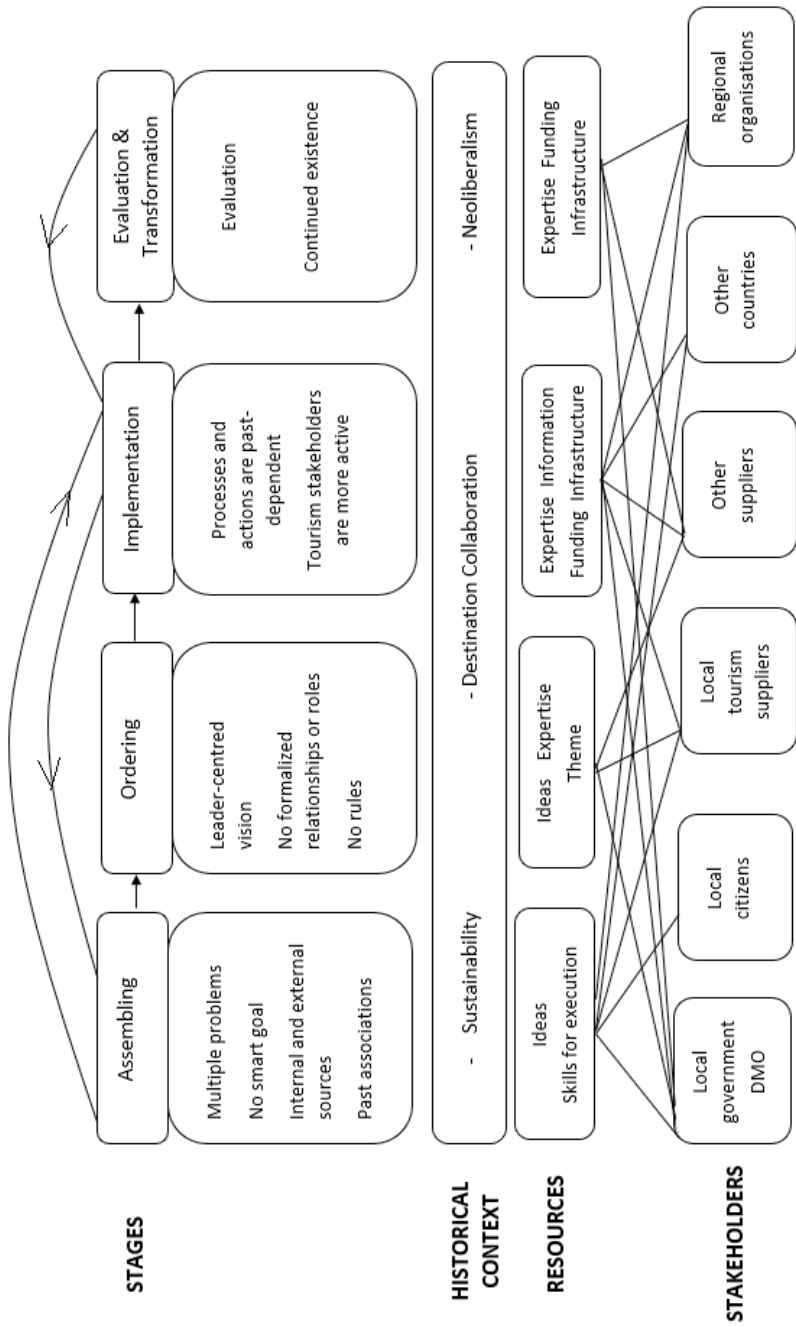 STAGES
Assembling
Multiple problems
No smart goal
Internal and external
sources
Past associations
Ordering
Leader-centred
vision
No formalized
relationships or roles
No rules
Implementation
Processes and
actions are past-
dependent
Tourism stakeholders
are more active
Evaluation &
Transformation
Evaluation
Continued existence
HISTORICAL
CONTEXT
- Sustainability
- Destination Collaboration
- Neoliberalism
RESOURCES
Ideas
Skills for execution
Ideas Expertise
Theme
Expertise Information
Funding Infrastructure
Expertise Funding
Infrastructure
STAKEHOLDERS
Local
government
DMO
Local
citizens
Local
tourism
suppliers
Other
suppliers
Other
countries
Regional
organisations